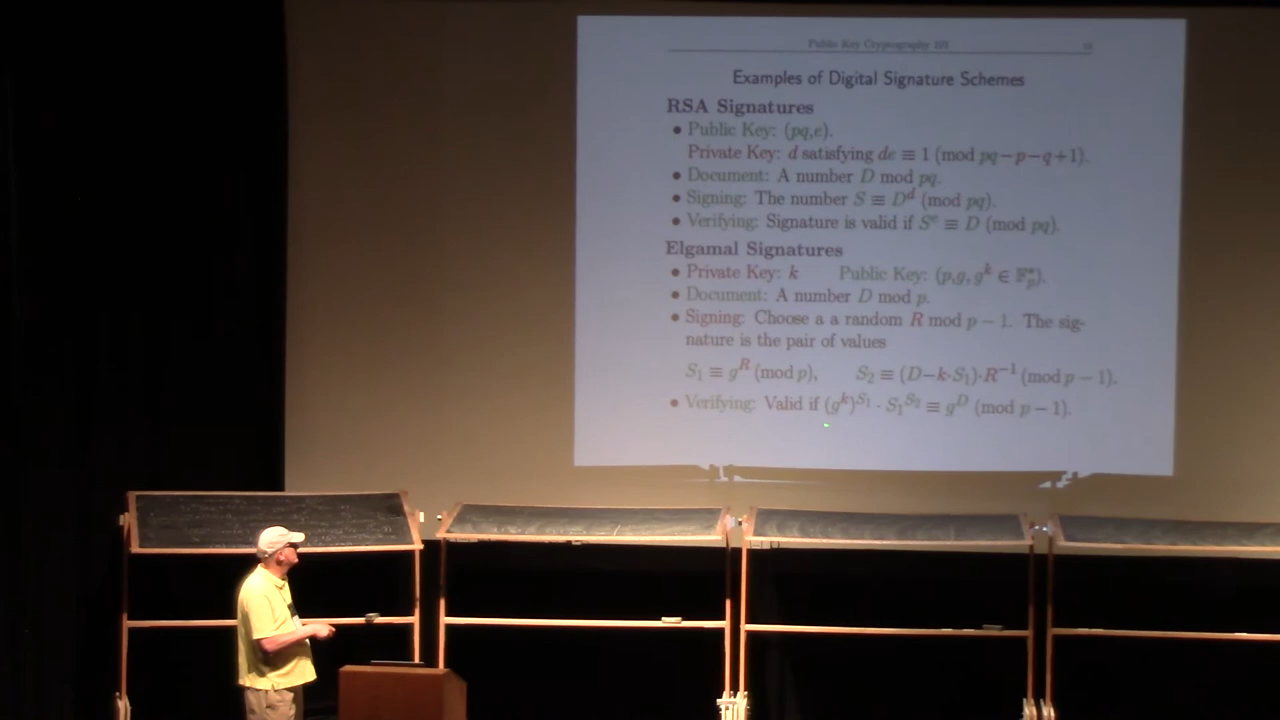 Public Key Cryptography 101
Examples of Digital Signature Schemes
RSA Signatures
• Public Key: (pq,e).
Private Key: d satisfying de ≡ 1 (mod pq−p−q+1).
• Document: A number D mod pq.
• Signing: The number S ≡ D^d (mod pq).
• Verifying: Signature is valid if S^e ≡ D (mod pq).
Elgamal Signatures
• Private Key: k Public Key: (p,g,g^k ∈ 𝔽*_p).
• Document: A number D mod p.
• Signing: Choose a a random R mod p − 1. The sig-
nature is the pair of values
S₁ ≡ g^R (mod p), S₂ ≡ (D−k·S₁)·R^−1 (mod p − 1).
• Verifying: Valid if (g^k)^S₁ · S₁^S₂ ≡ g^D (mod p − 1).